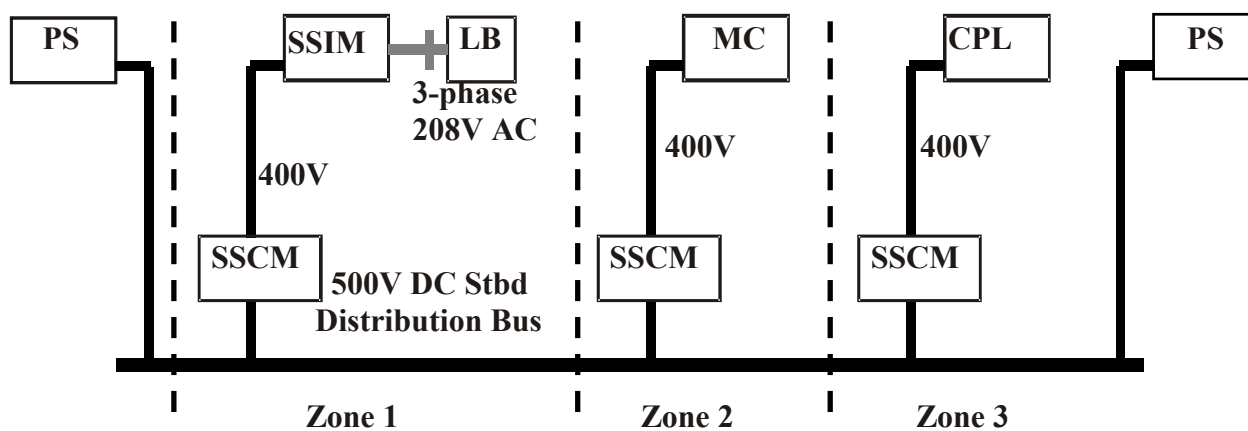 PS
SSIM
LB
MC
CPL
PS
3-phase
208V AC
400V
400V
400V
SSCM
SSCM
SSCM
500V DC Stbd
Distribution Bus
Zone 1
Zone 2
Zone 3